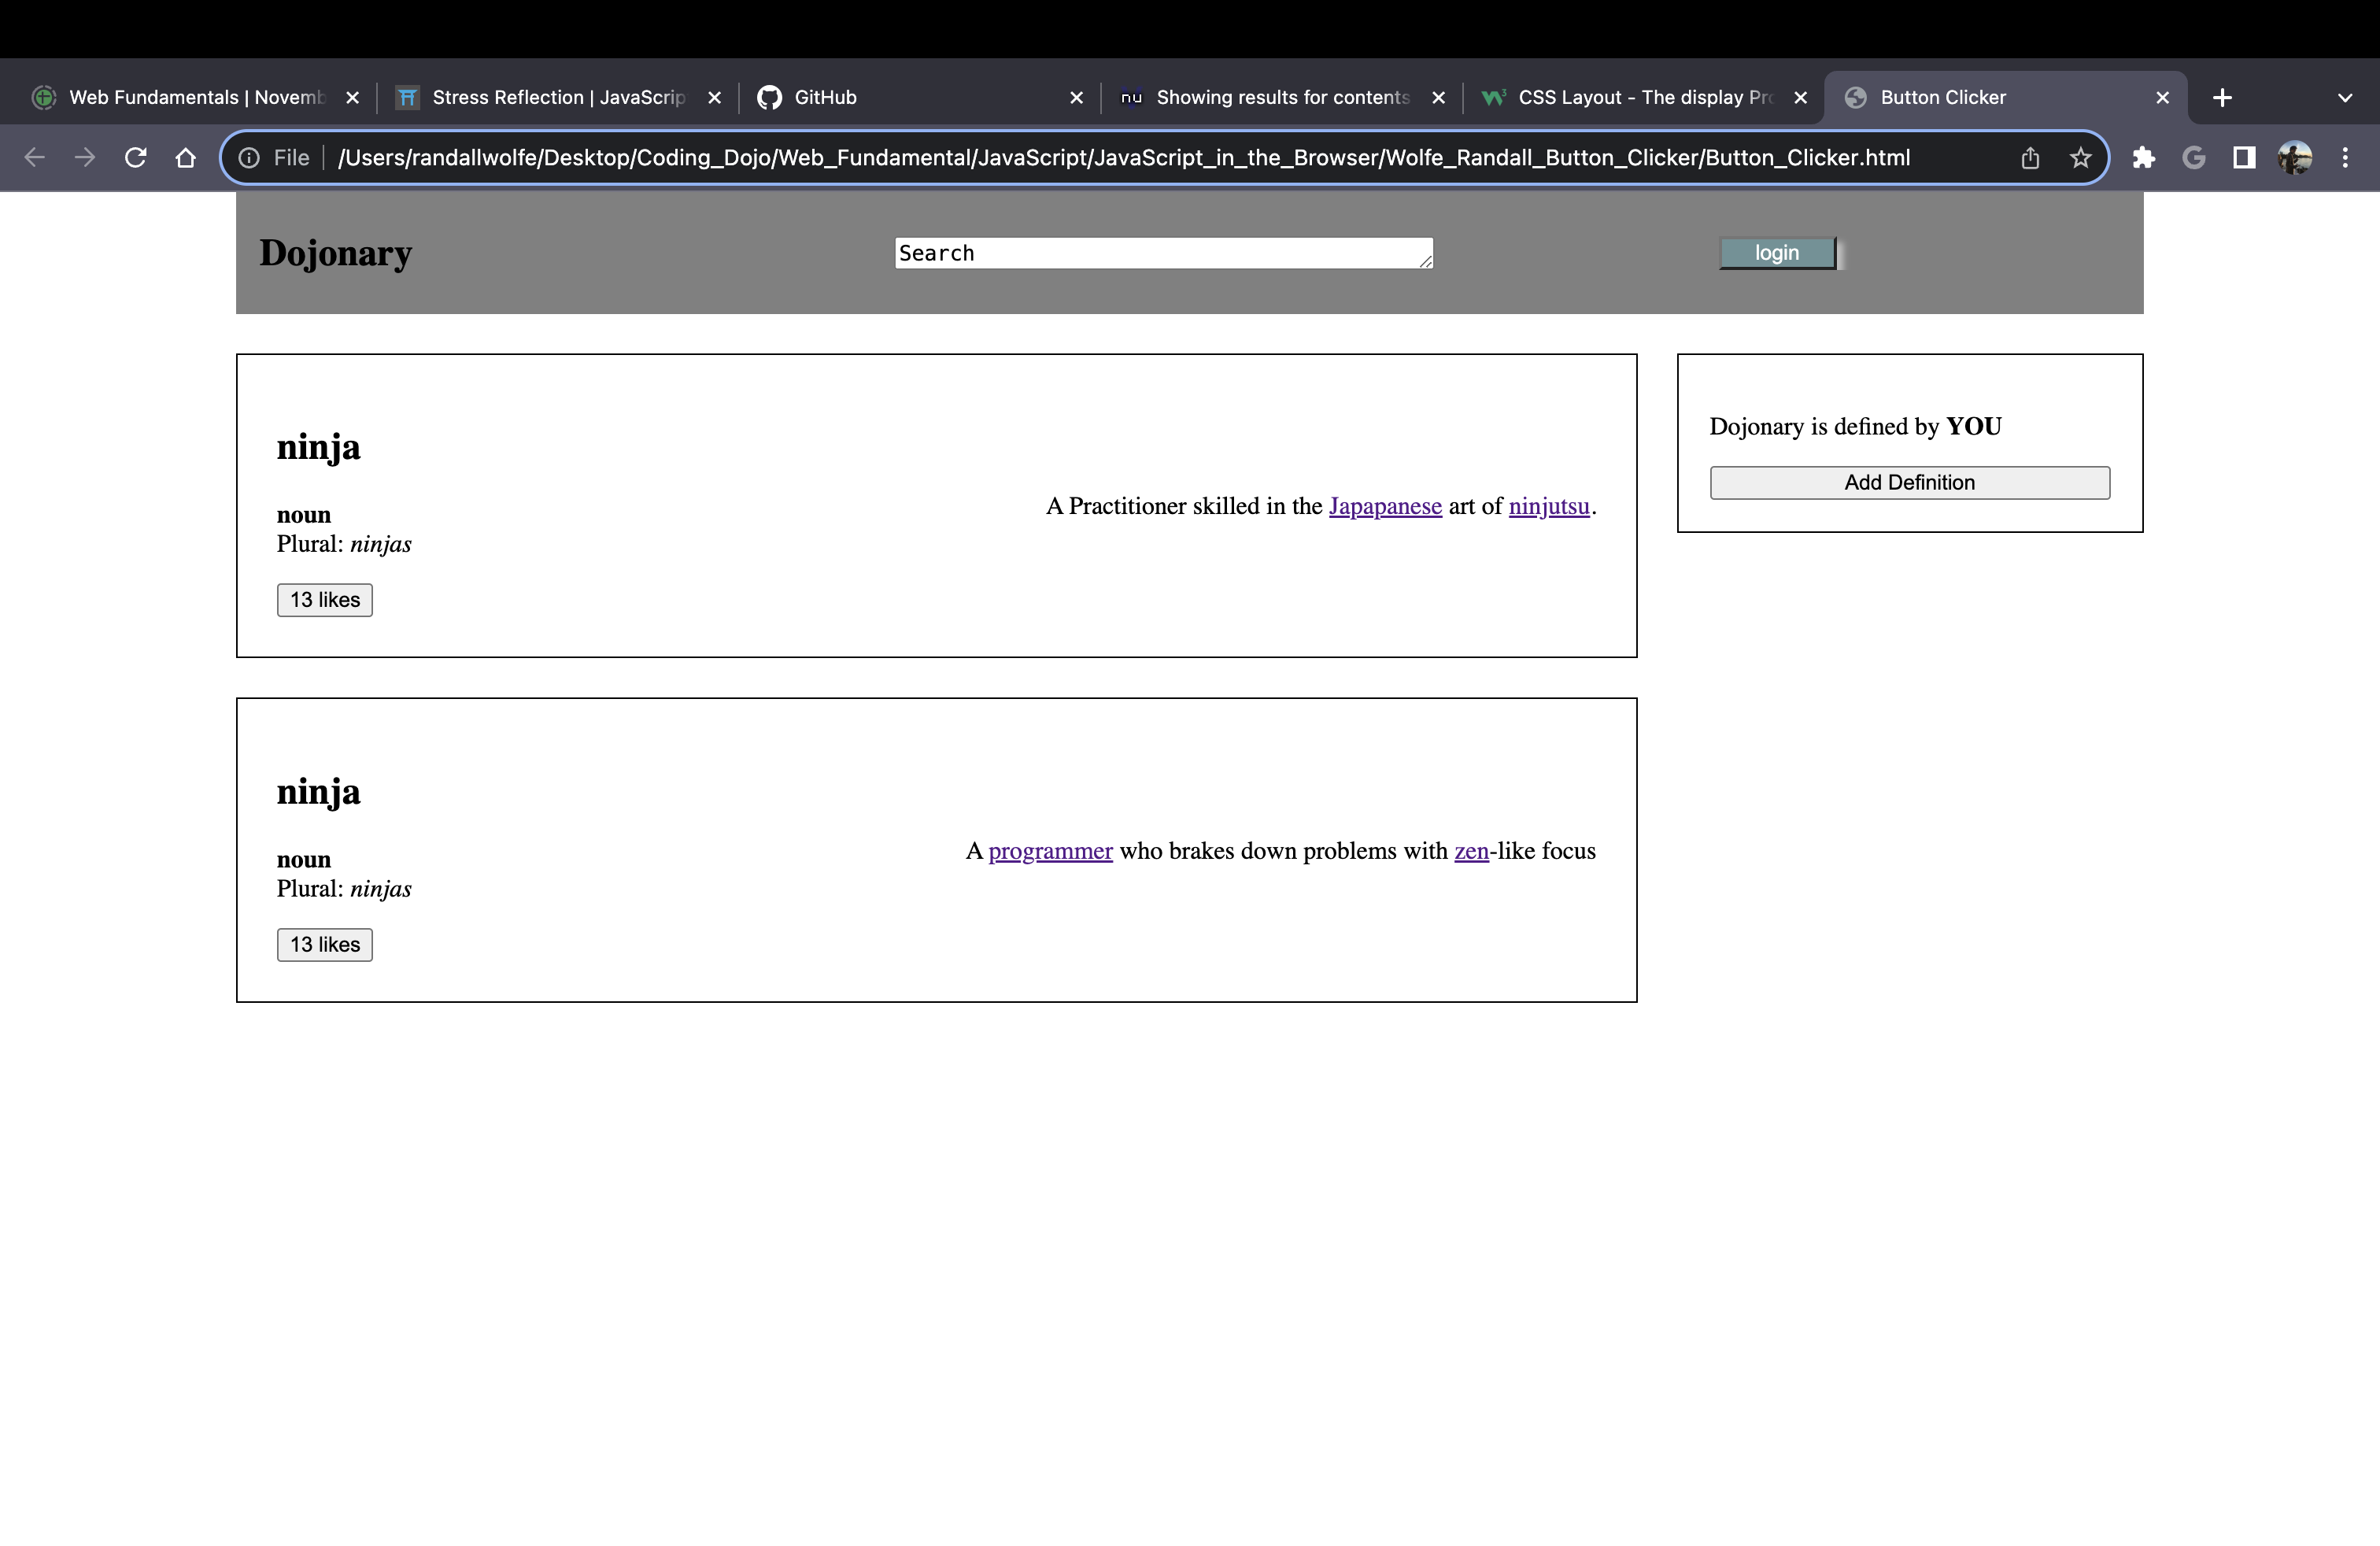 Web Fundamentals | Novemb
Stress Reflection | JavaScrip
GitHub
nu Showing results for contents
CSS Layout - The display Pro
Button Clicker
File /Users/randallwolfe/Desktop/Coding_Dojo/Web_Fundamental/JavaScript/JavaScript_in_the_Browser/Wolfe_Randall_Button_Clicker/Button_Clicker.html
Dojonary
Search
login
ninja
noun
Plural: ninjas
13 likes
A Practitioner skilled in the Japapanese art of ninjutsu.
Dojonary is defined by YOU
Add Definition
ninja
noun
Plural: ninjas
13 likes
A programmer who brakes down problems with zen-like focus